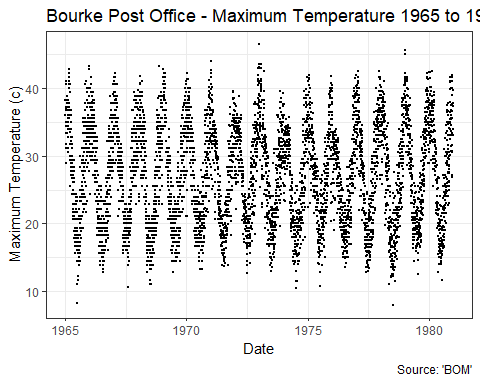 Bourke Post Office - Maximum Temperature 1965 to 19
Maximum Temperature (c)
40
30
20
10
1965
1970
1975
1980
Date
Source: 'BOM'